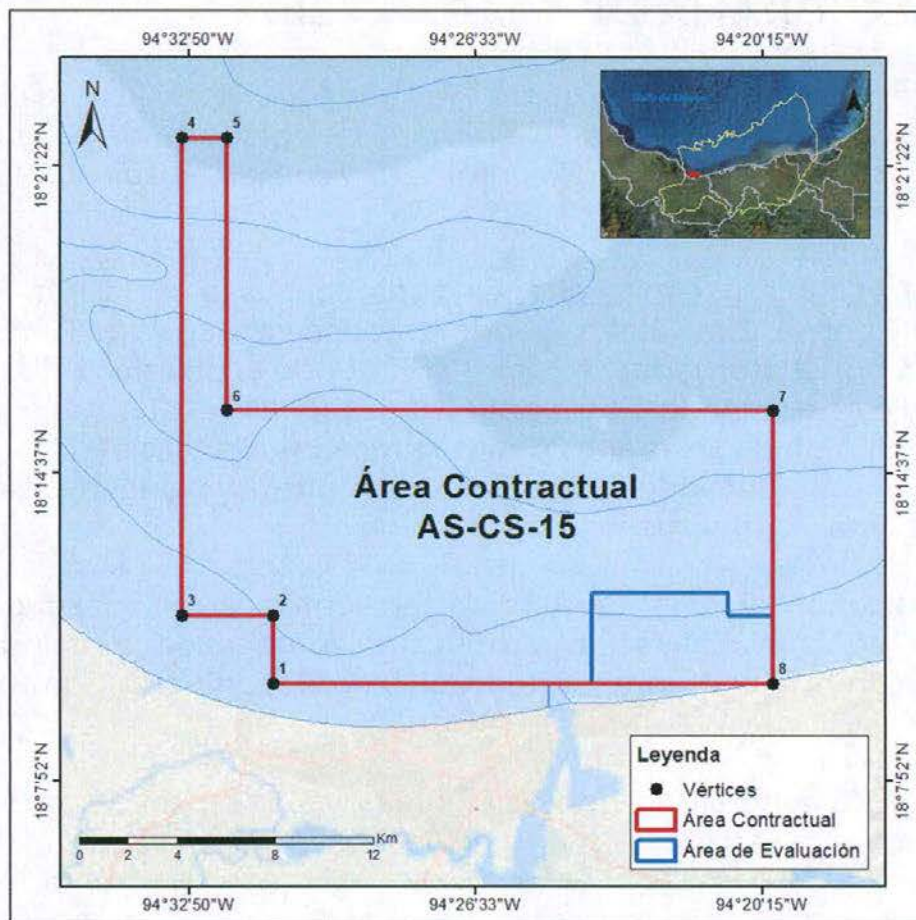 94°32'50"W 94°26'33"W 94°20'15"W
N
4 5
18°21'22"N 18°21'22"N
6 7
18°14'37"N 18°14'37"N
Área Contractual
AS-CS-15
3 2
1 8
Leyenda
Vértices
Área Contractual
Área de Evaluación
18°7'52"N 18°7'52"N
Km
0 2 4 8 12
94°32'50"W 94°26'33"W 94°20'15"W